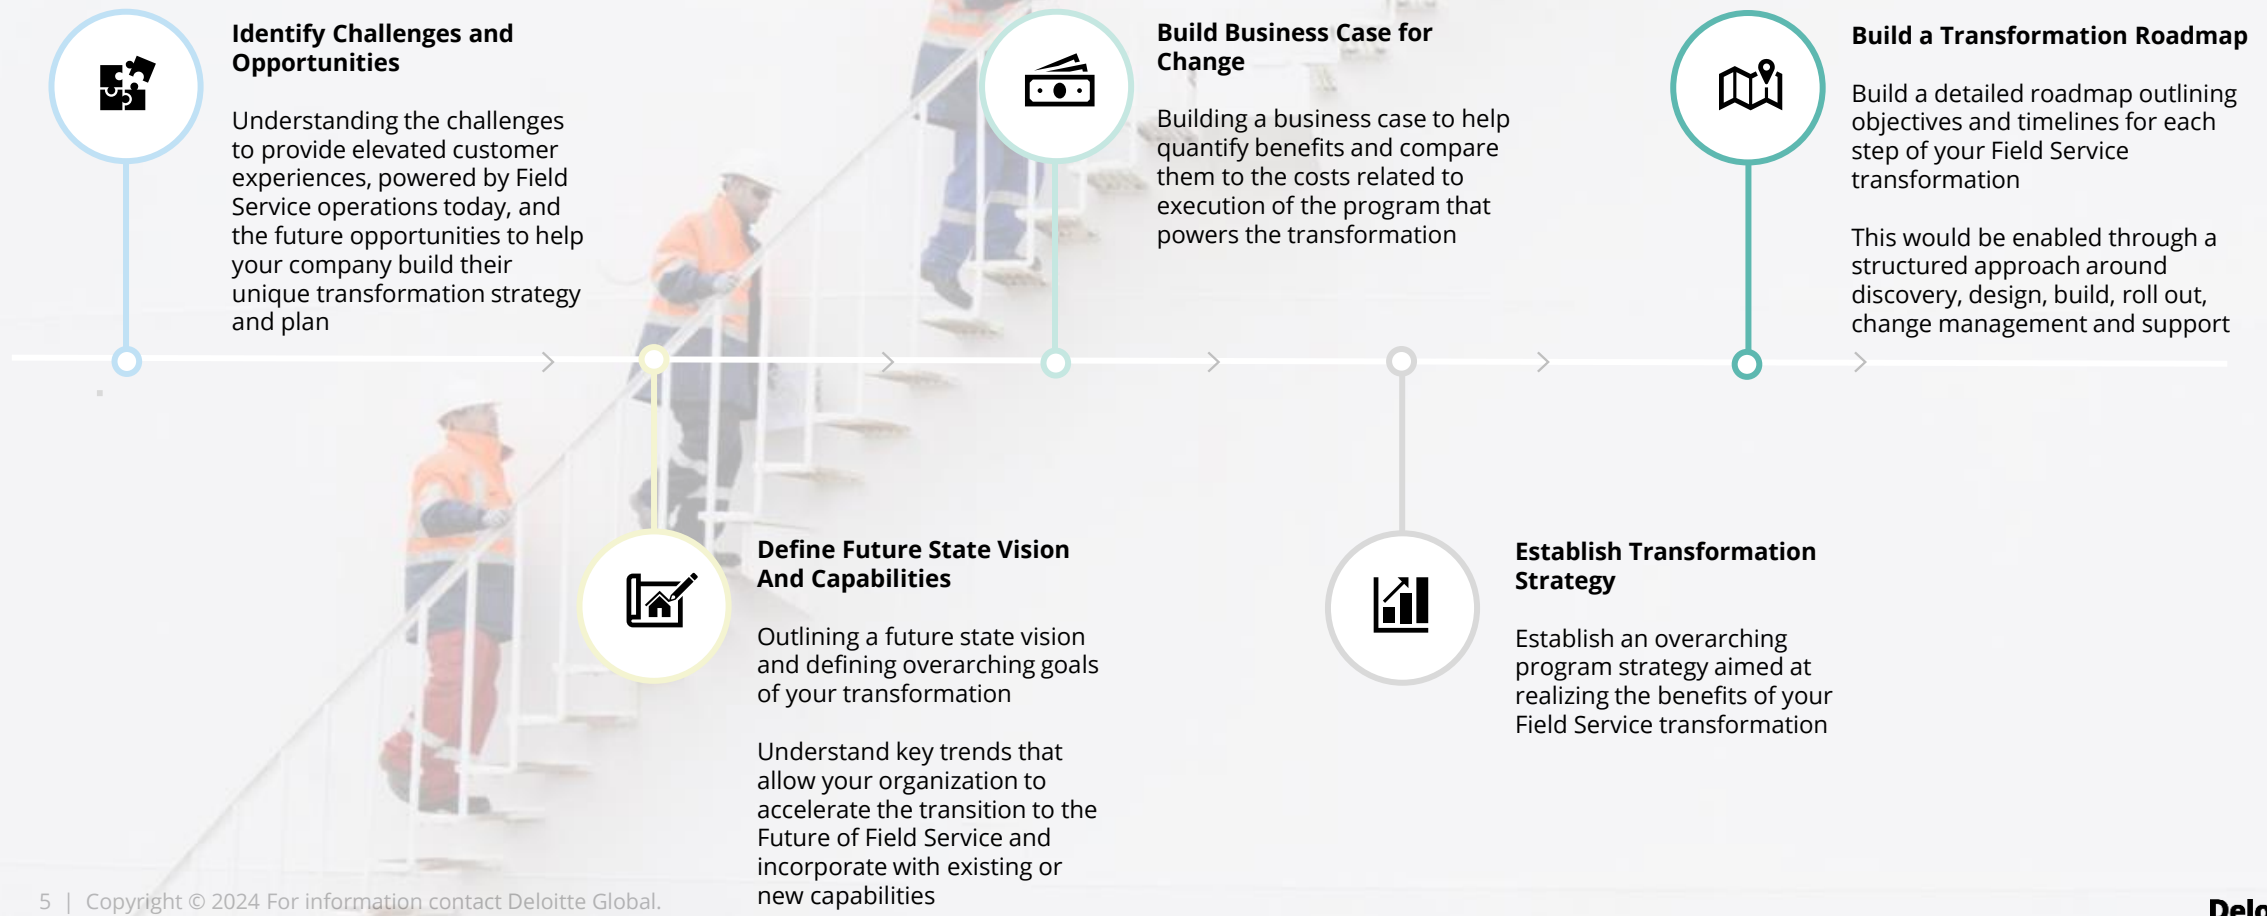 Identify Challenges and
Opportunities
Understanding the challenges
to provide elevated customer
experiences, powered by Field
Service operations today, and
the future opportunities to help
your company build their
unique transformation strategy
and plan
Define Future State Vision
And Capabilities
Outlining a future state vision
and defining overarching goals
of your transformation
Understand key trends that
allow your organization to
accelerate the transition to the
Future of Field Service and
incorporate with existing or
new capabilities
Build Business Case for
Change
Building a business case to help
quantify benefits and compare
them to the costs related to
execution of the program that
powers the transformation
Establish Transformation
Strategy
Establish an overarching
program strategy aimed at
realizing the benefits of your
Field Service transformation
Build a Transformation Roadmap
Build a detailed roadmap outlining
objectives and timelines for each
step of your Field Service
transformation
This would be enabled through a
structured approach around
discovery, design, build, roll out,
change management and support
5 | Copyright © 2024 For information contact Deloitte Global.